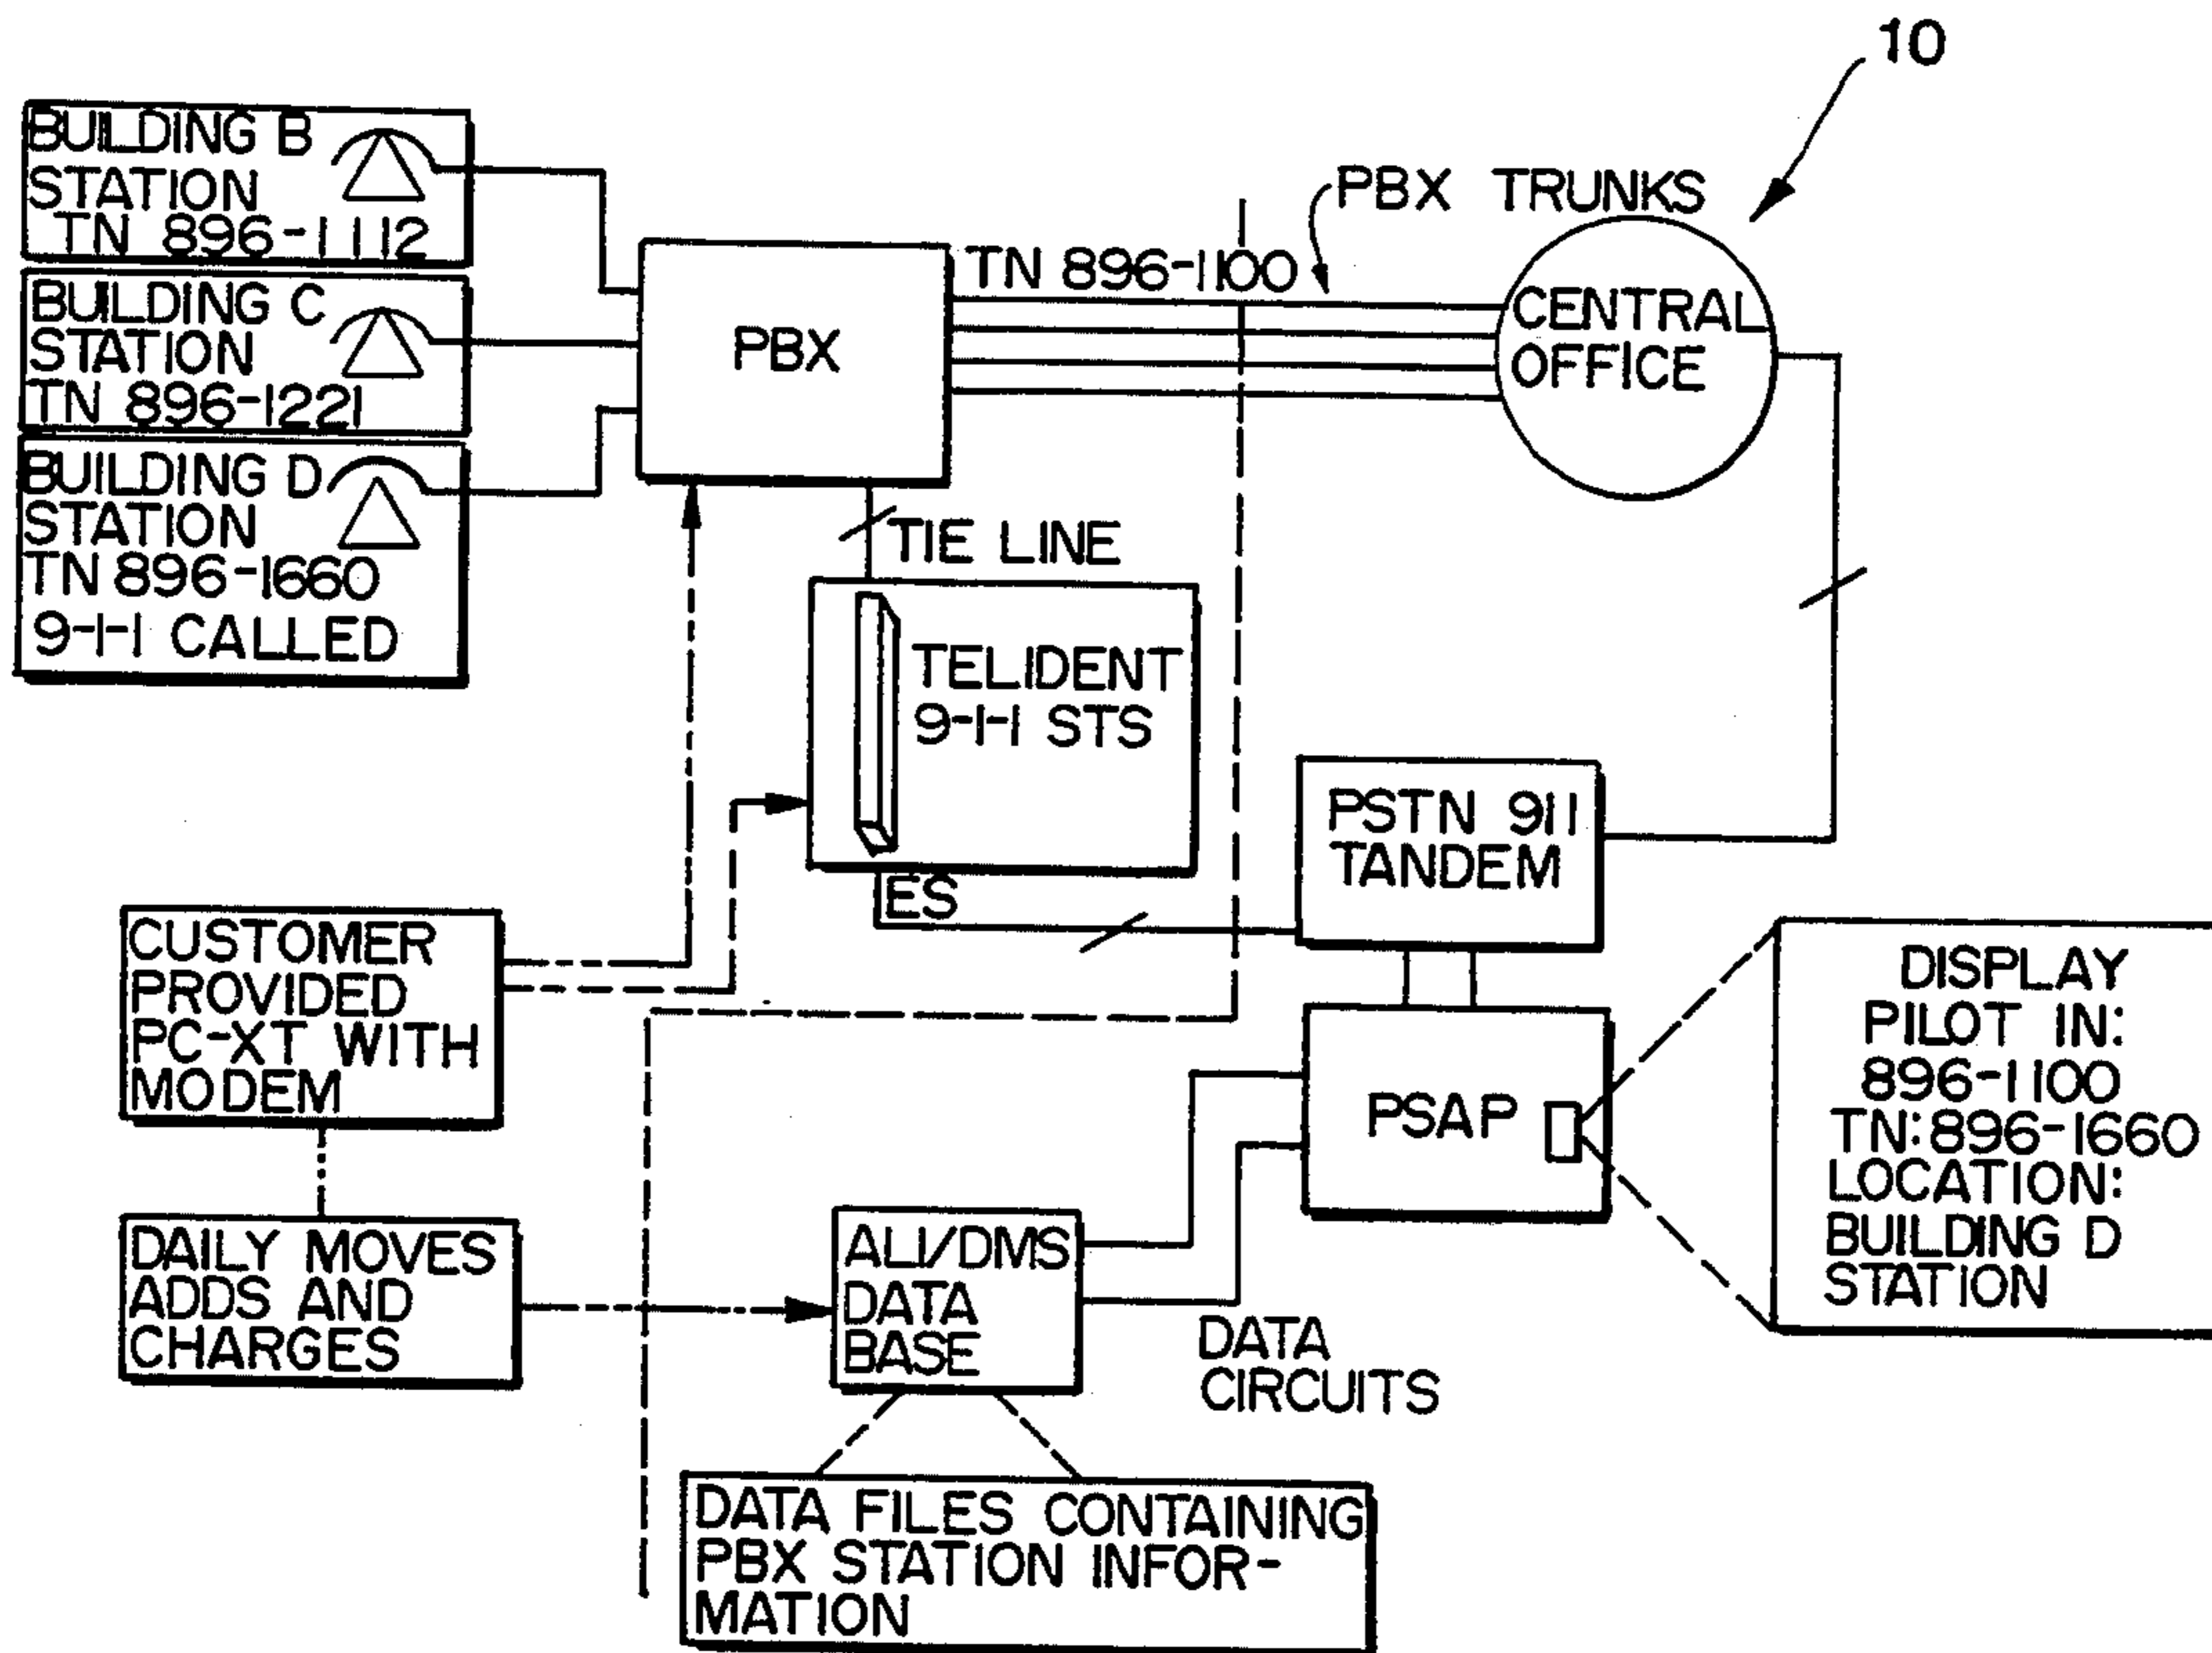 10
BUILDING B
STATION
TN 896-1112
BUILDING C
STATION
TN 896-1221
BUILDING D
STATION
TN 896-1660
9-1-1 CALLED
PBX
TN 896-1100
PBX TRUNKS
CENTRAL
OFFICE
TIE LINE
TELIDENT
9-1-1 STS
ES
PSTN 911
TANDEM
CUSTOMER
PROVIDED
PC-XT WITH
MODEM
PSAP
DISPLAY
PILOT IN:
896-1100
TN:896-1660
LOCATION:
BUILDING D
STATION
DAILY MOVES
ADDS AND
CHARGES
ALI/DMS
DATA
BASE
DATA
CIRCUITS
DATA FILES CONTAINING
PBX STATION INFOR-
MATION